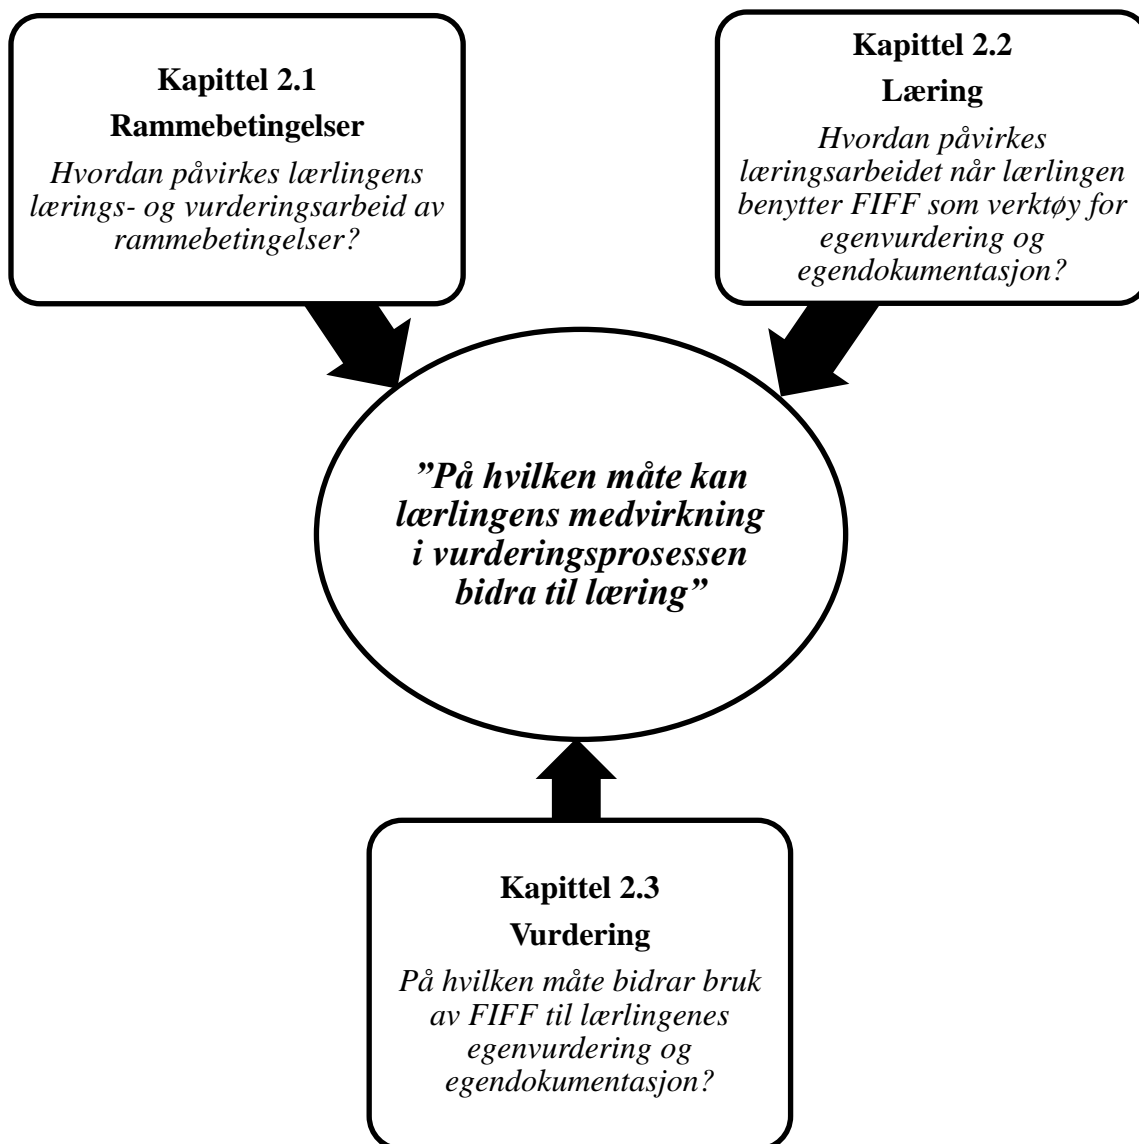 Kapittel 2.1
Rammebetingelser
Hvordan påvirkes lærlingens
lærings- og vurderingsarbeid av
rammebetingelser?
Kapittel 2.2
Læring
Hvordan påvirkes
læringsarbeidet når lærlingen
benytter FIFF som verktøy for
egenvurdering og
egendokumentasjon?
”På hvilken måte kan
lærlingens medvirkning
i vurderingsprosessen
bidra til læring”
Kapittel 2.3
Vurdering
På hvilken måte bidrar bruk
av FIFF til lærlingenes
egenvurdering og
egendokumentasjon?